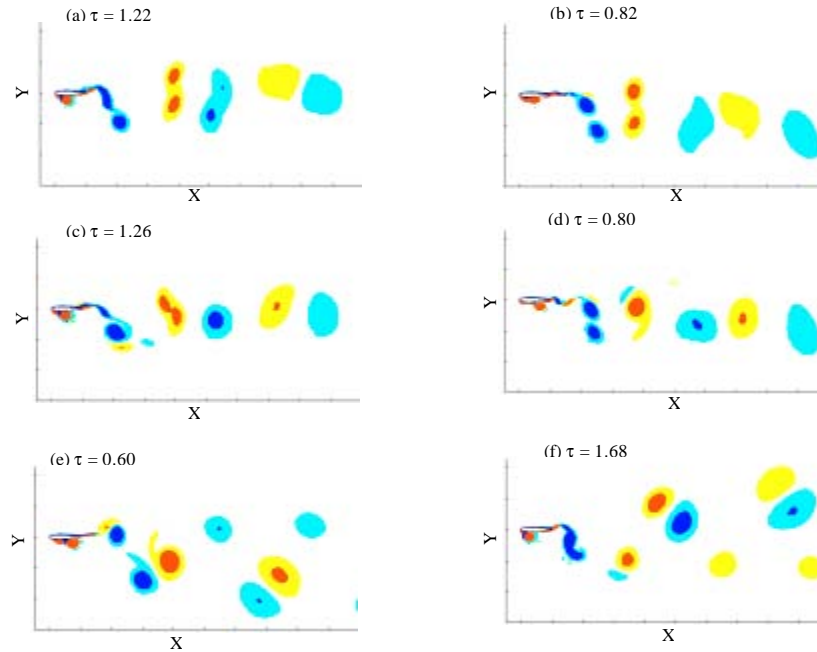 (a) τ = 1.22
(b) τ = 0.82
Y
Y
X
X
(c) τ = 1.26
(d) τ = 0.80
Y
Y
X
X
(e) τ = 0.60
(f) τ = 1.68
Y
Y
X
X